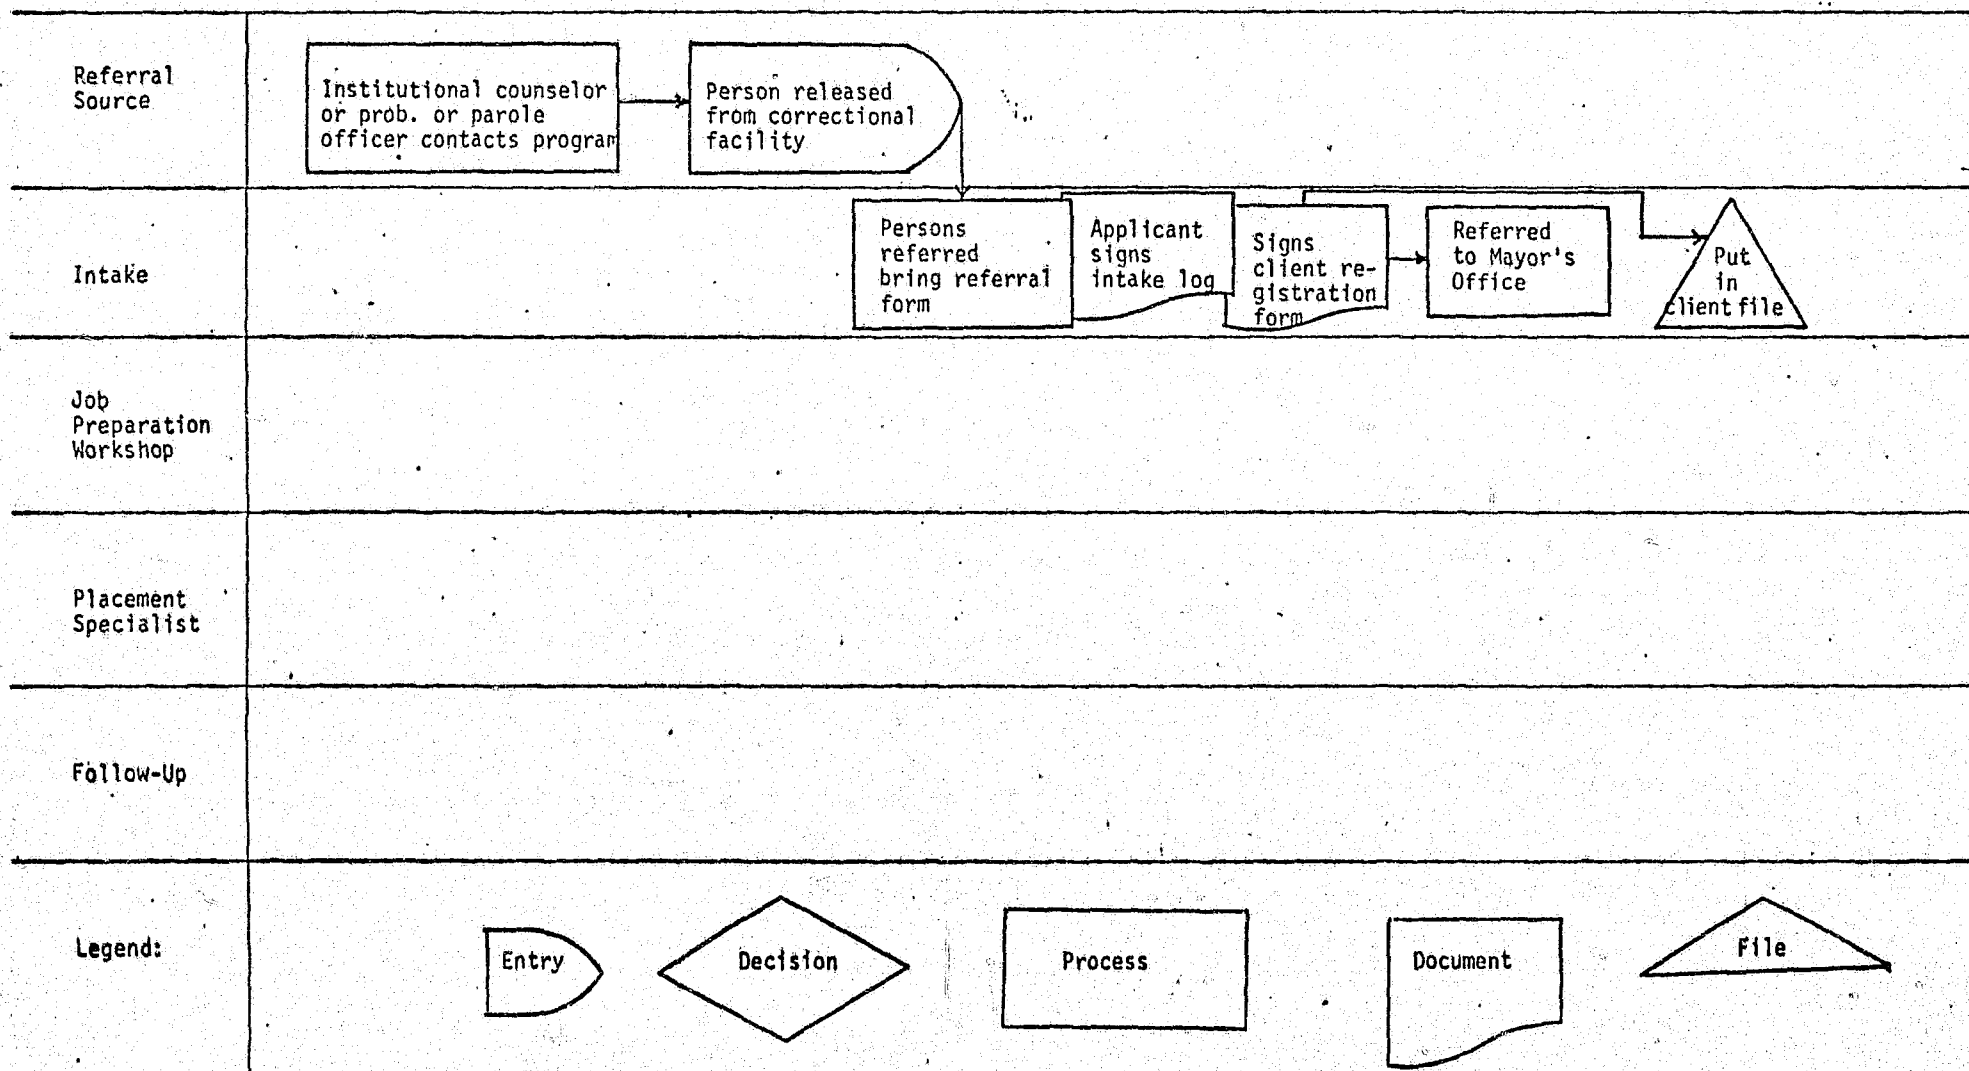 Referral
Source
Institutional counselor
or prob. or parole
officer contacts program
Person released
from correctional
facility
Intake
Persons
referred
bring referral
form
Applicant
signs
intake log
Signs
client re-
gistration
form
Referred
to Mayor's
Office
Put
in
client file
Job
Preparation
Workshop
Placement
Specialist
Follow-Up
Legend:
Entry
Decision
Process
Document
File